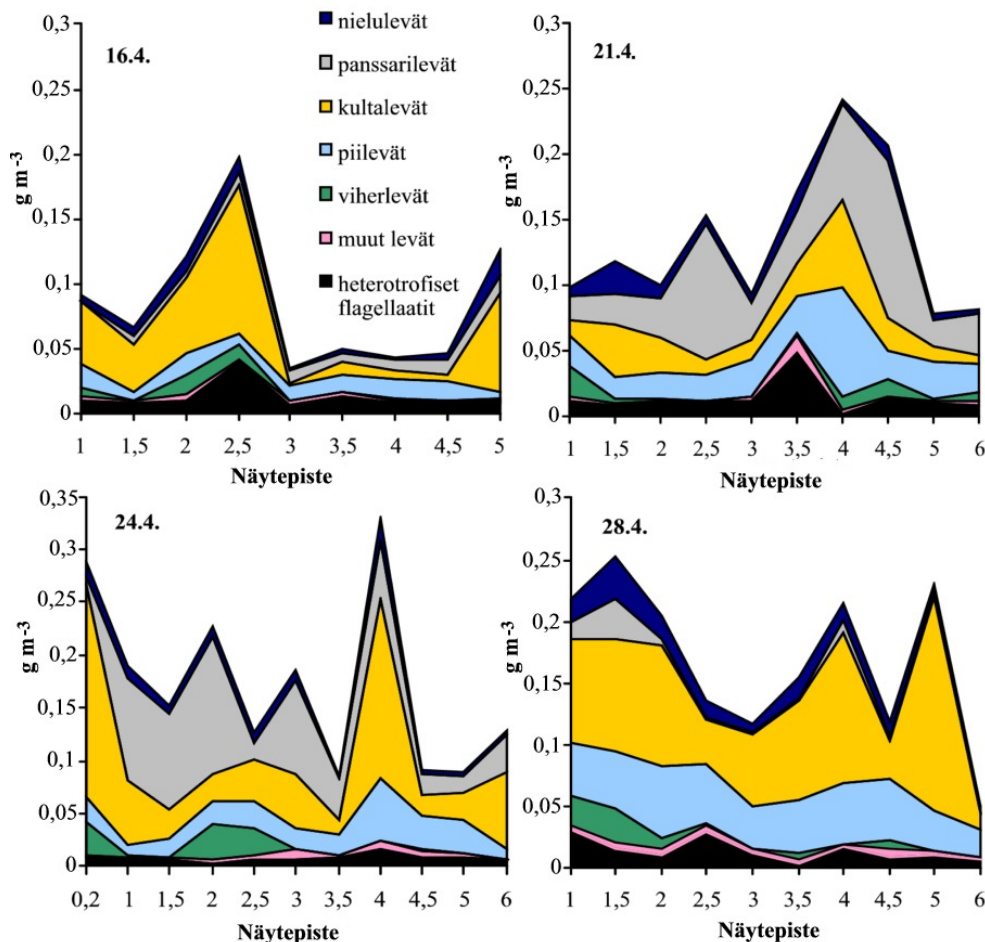 16.4.
g m-3
0,3
0,25
0,2
0,15
0,1
0,05
0
1 1,5 2 2,5 3 3,5 4 4,5 5
Näytepiste
nielulevät
panssarilevät
kultalevät
piilevät
viherlevät
muut levät
heterotrofiset
flagellaatit
21.4.
g m-3
0,3
0,25
0,2
0,15
0,1
0,05
0
1 1,5 2 2,5 3 3,5 4 4,5 5 6
Näytepiste
24.4.
g m-3
0,35
0,3
0,25
0,2
0,15
0,1
0,05
0
0,2 1 1,5 2 2,5 3 3,5 4 4,5 5 6
Näytepiste
28.4.
g m-3
0,3
0,25
0,2
0,15
0,1
0,05
0
1 1,5 2 2,5 3 3,5 4 4,5 5 6
Näytepiste